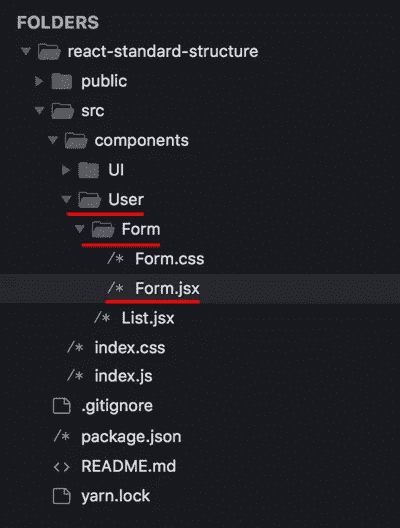 FOLDERS
react-standard-structure
public
src
components
UI
User
Form
/* Form.css
/* Form.jsx
List.jsx
/* index.css
/* index.js
.gitignore
/* package.json
<> README.md
yarn.lock